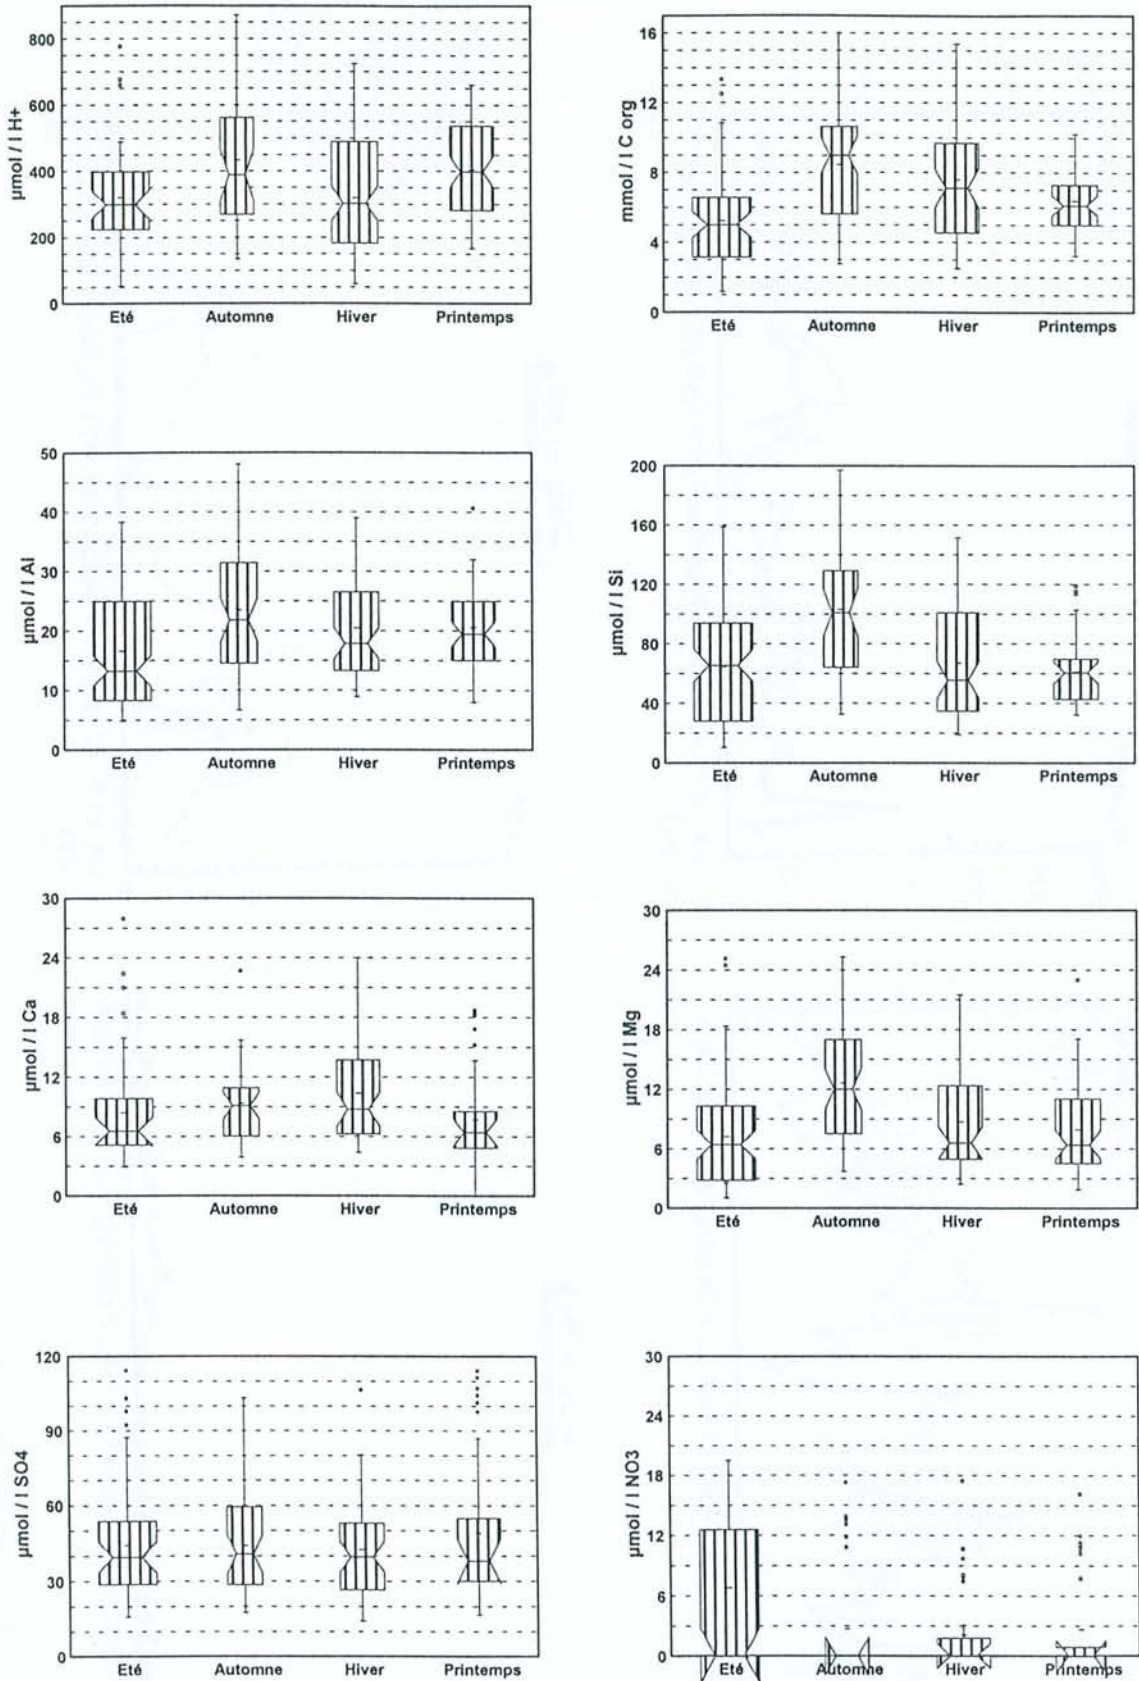 µmol / l H+
800
600
400
200
0
Eté Automne Hiver Printemps
mmol / l C org
16
12
8
4
0
Eté Automne Hiver Printemps
µmol / l Al
50
40
30
20
10
0
Eté Automne Hiver Printemps
µmol / l Si
200
160
120
80
40
0
Eté Automne Hiver Printemps
µmol / l Ca
30
24
18
12
6
0
Eté Automne Hiver Printemps
µmol / l Mg
30
24
18
12
6
0
Eté Automne Hiver Printemps
µmol / l SO4
120
90
60
30
0
Eté Automne Hiver Printemps
µmol / l NO3
30
24
18
12
6
0
Eté Automne Hiver Printemps